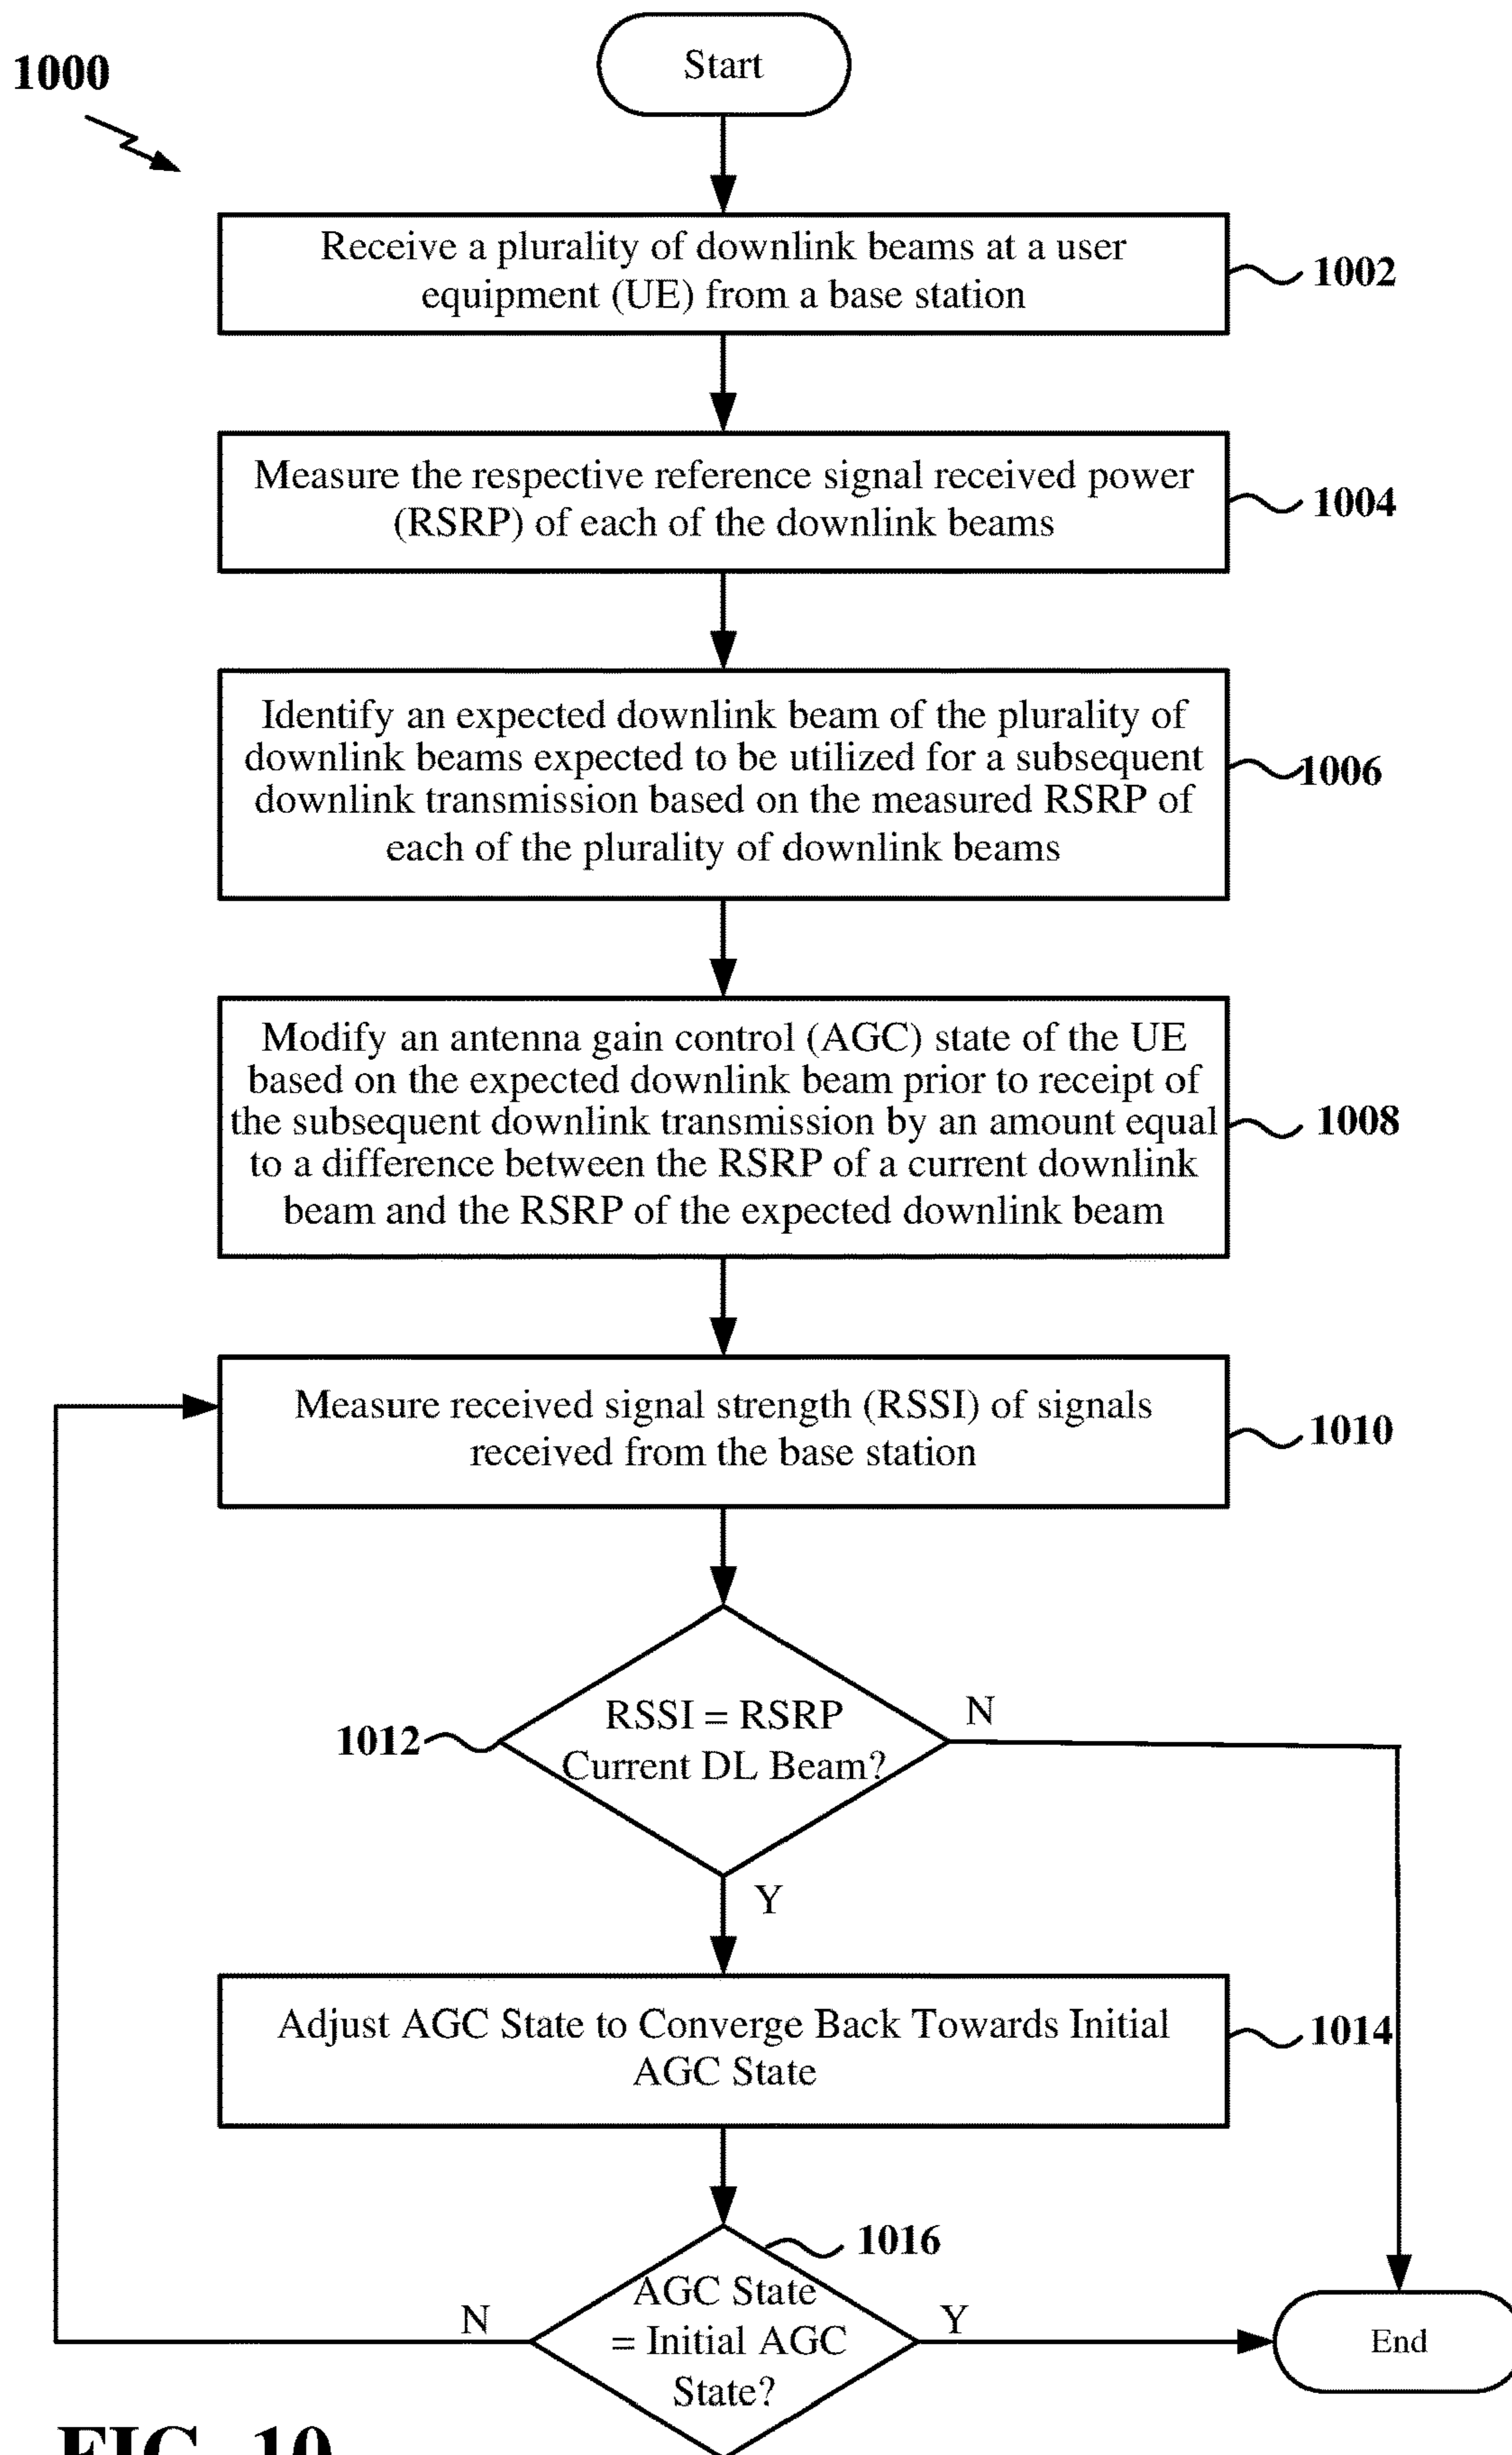 1000
Start
Receive a plurality of downlink beams at a user
equipment (UE) from a base station
1002
Measure the respective reference signal received power
(RSRP) of each of the downlink beams
1004
Identify an expected downlink beam of the plurality of
downlink beams expected to be utilized for a subsequent
downlink transmission based on the measured RSRP of
each of the plurality of downlink beams
1006
Modify an antenna gain control (AGC) state of the UE
based on the expected downlink beam prior to receipt of
the subsequent downlink transmission by an amount equal
to a difference between the RSRP of a current downlink
beam and the RSRP of the expected downlink beam
1008
Measure received signal strength (RSSI) of signals
received from the base station
1010
RSSI = RSRP
Current DL Beam?
1012
N
Y
Adjust AGC State to Converge Back Towards Initial
AGC State
1014
1016
AGC State
= Initial AGC
State?
N
Y
End
FIG. 10